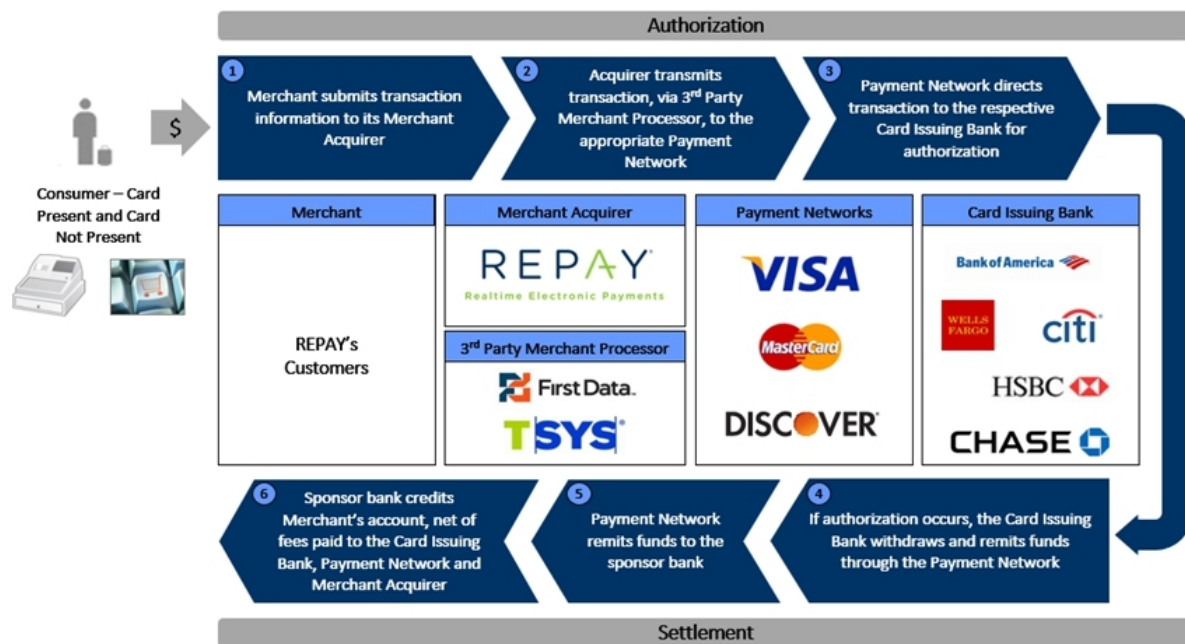 Authorization
1
Merchant submits transaction
information to its Merchant
Acquirer
2
Acquirer transmits
transaction, via 3rd Party
Merchant Processor, to the
appropriate Payment
Network
3
Payment Network directs
transaction to the respective
Card Issuing Bank for
authorization
$
Consumer – Card
Present and Card
Not Present
Merchant
REPAY's
Customers
Merchant Acquirer
REPAY®
Realtime Electronic Payments
3rd Party Merchant Processor
First Data™
TSYS®
Payment Networks
VISA
MasterCard
DISCOVER®
Card Issuing Bank
Bank of America
WELLS
FARGO
citi®
HSBC
CHASE
6
Sponsor bank credits
Merchant's account, net of
fees paid to the Card Issuing
Bank, Payment Network and
Merchant Acquirer
5
Payment Network
remits funds to the
sponsor bank
4
If authorization occurs, the Card Issuing
Bank withdraws and remits funds
through the Payment Network
Settlement